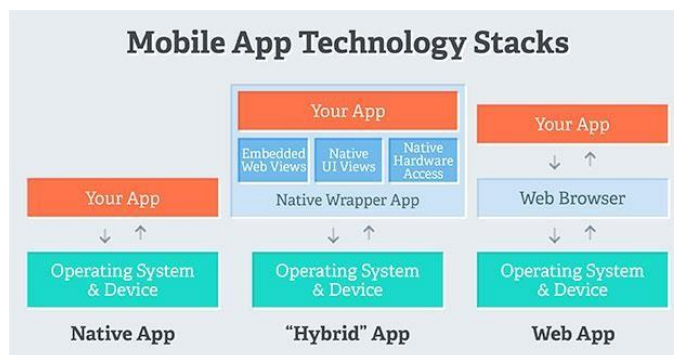 Mobile App Technology Stacks
Your App
Operating System
& Device
Native App
Your App
Embedded
Web Views
Native
UI Views
Native
Hardware
Access
Native Wrapper App
Operating System
& Device
“Hybrid” App
Your App
Web Browser
Operating System
& Device
Web App